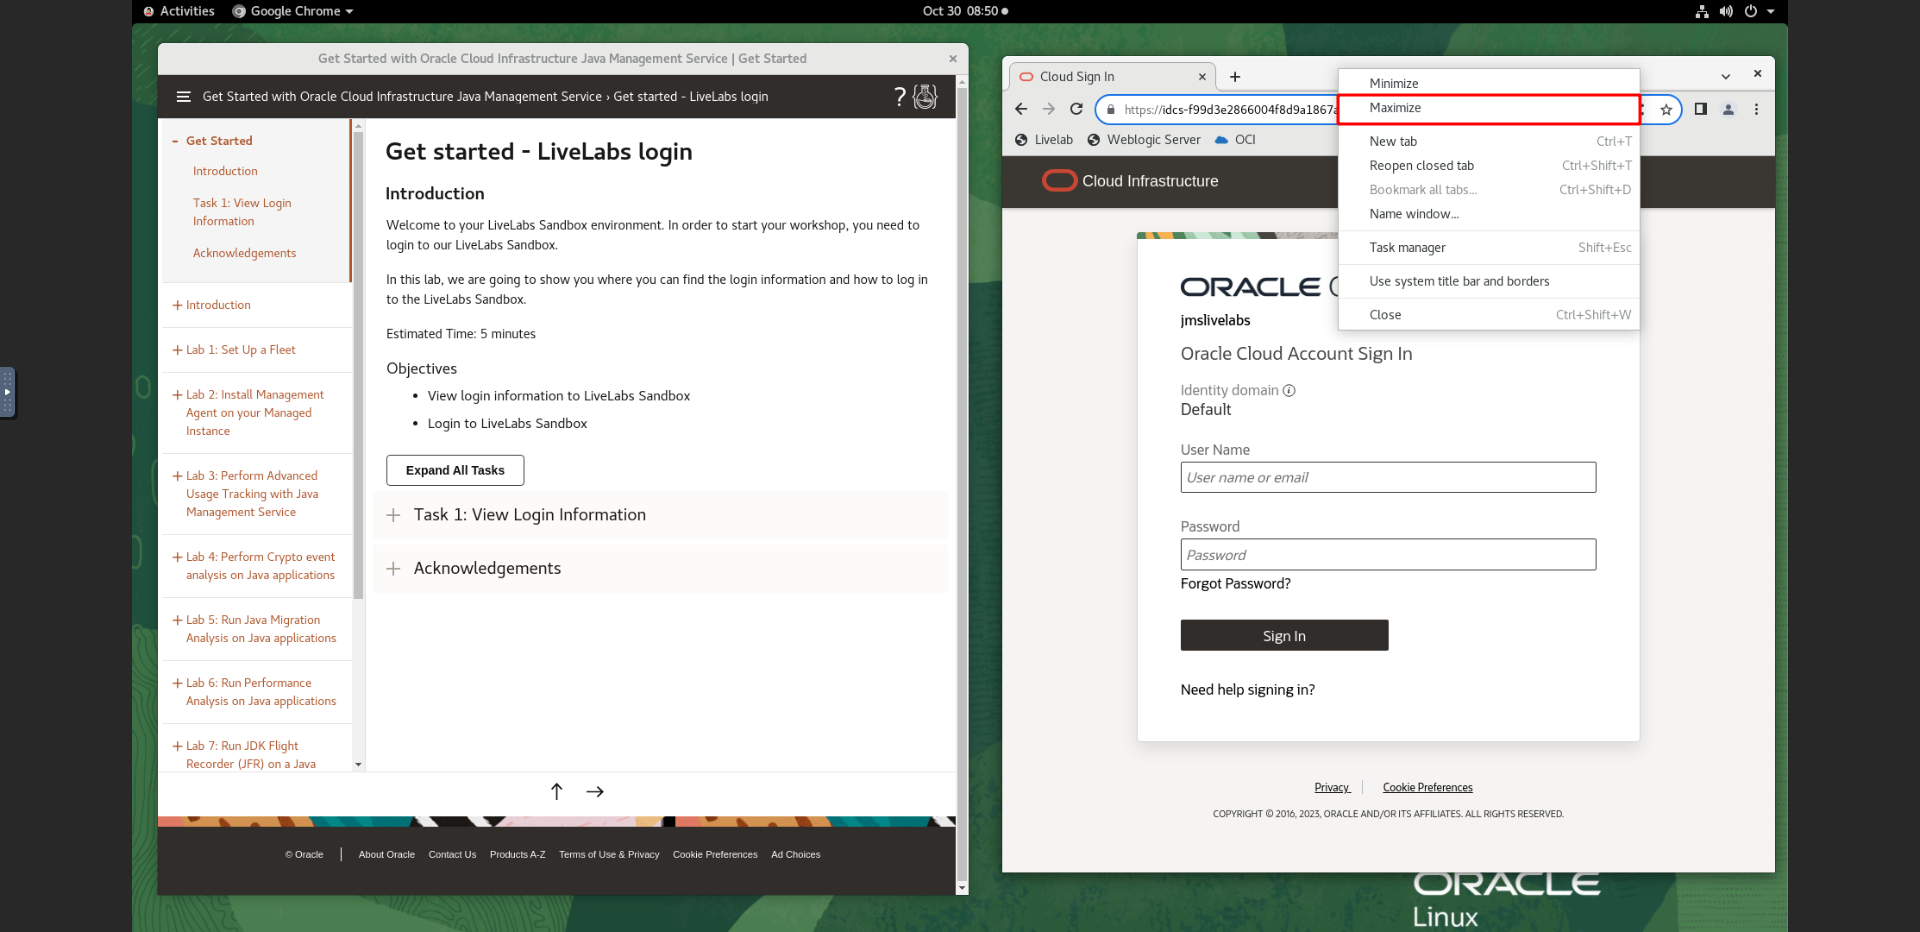 Activities
Google Chrome
Oct 30 08:50
Get Started with Oracle Cloud Infrastructure Java Management Service | Get Started
Get Started with Oracle Cloud Infrastructure Java Management Service › Get started - LiveLabs login
?
- Get Started
Introduction
Task 1: View Login
Information
Acknowledgements
+ Introduction
+ Lab 1: Set Up a Fleet
+ Lab 2: Install Management
Agent on your Managed
Instance
+ Lab 3: Perform Advanced
Usage Tracking with Java
Management Service
+ Lab 4: Perform Crypto event
analysis on Java applications
+ Lab 5: Run Java Migration
Analysis on Java applications
+ Lab 6: Run Performance
Analysis on Java applications
+ Lab 7: Run JDK Flight
Recorder (JFR) on a Java
Get started - LiveLabs login
Introduction
Welcome to your LiveLabs Sandbox environment. In order to start your workshop, you need to
login to our LiveLabs Sandbox.
In this lab, we are going to show you where you can find the login information and how to log in
to the LiveLabs Sandbox.
Estimated Time: 5 minutes
Objectives
• View login information to LiveLabs Sandbox
• Login to LiveLabs Sandbox
Expand All Tasks
+ Task 1: View Login Information
+ Acknowledgements
© Oracle | About Oracle Contact Us Products A-Z Terms of Use & Privacy Cookie Preferences Ad Choices
Cloud Sign In
https://idcs-f99d3e2866004f8d9a1867a
Livelab
Weblogic Server
OCI
Minimize
Maximize
New tab Ctrl+T
Reopen closed tab Ctrl+Shift+T
Bookmark all tabs... Ctrl+Shift+D
Name window...
Task manager Shift+Esc
Use system title bar and borders
Close Ctrl+Shift+W
Cloud Infrastructure
ORACLE
jmslivelabs
Oracle Cloud Account Sign In
Identity domain
Default
User Name
User name or email
Password
Password
Forgot Password?
Sign In
Need help signing in?
Privacy | Cookie Preferences
COPYRIGHT © 2016, 2023, ORACLE AND/OR ITS AFFILIATES. ALL RIGHTS RESERVED.
ORACLE
Linux